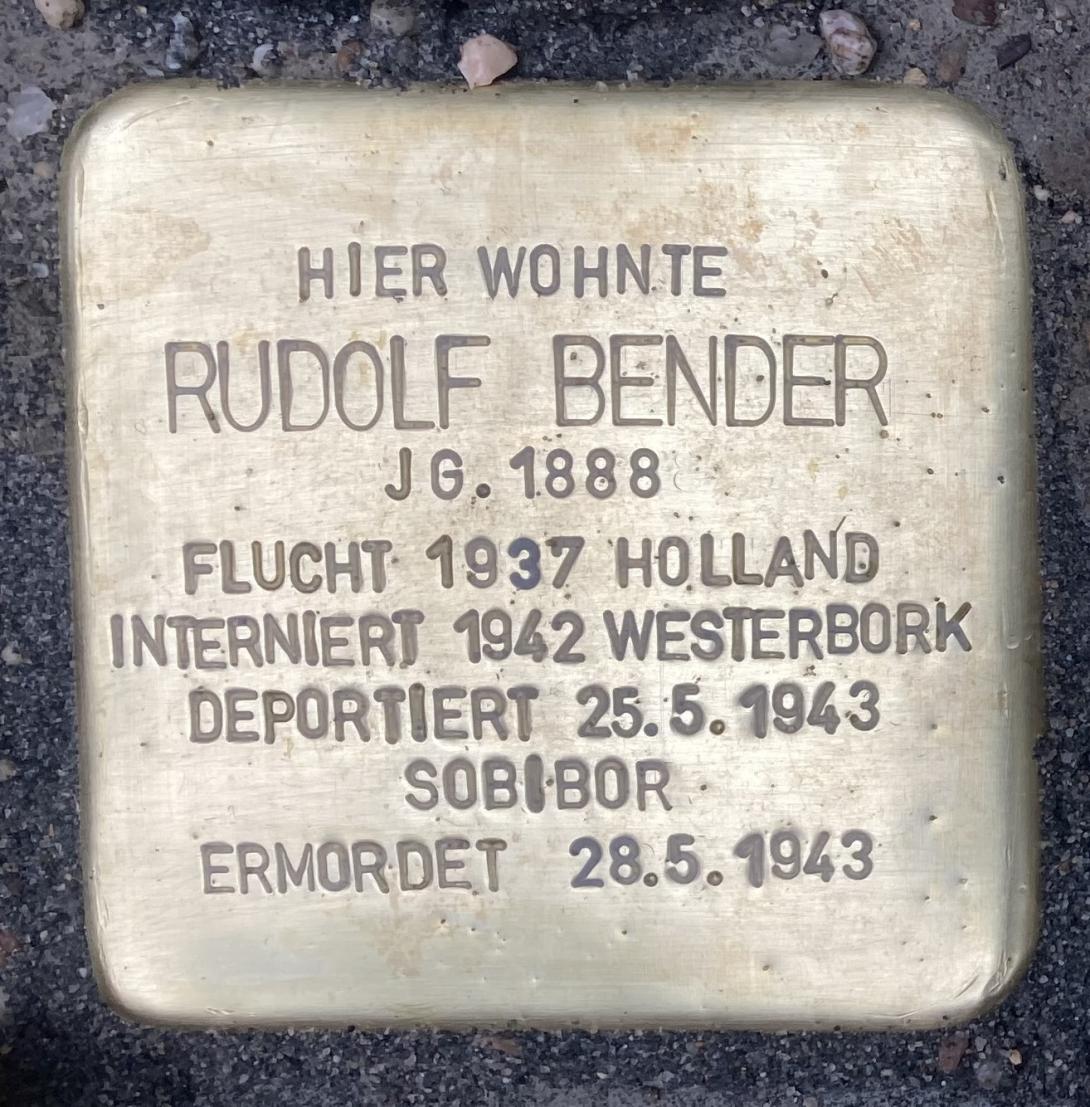 HIER WOHNTE
RUDOLF BENDER
JG. 1888
FLUCHT 1937 HOLLAND
INTERNIERT 1942 WESTERBORK
DEPORTIERT 25.5.1943
SOBIBOR
ERMORDET 28.5.1943